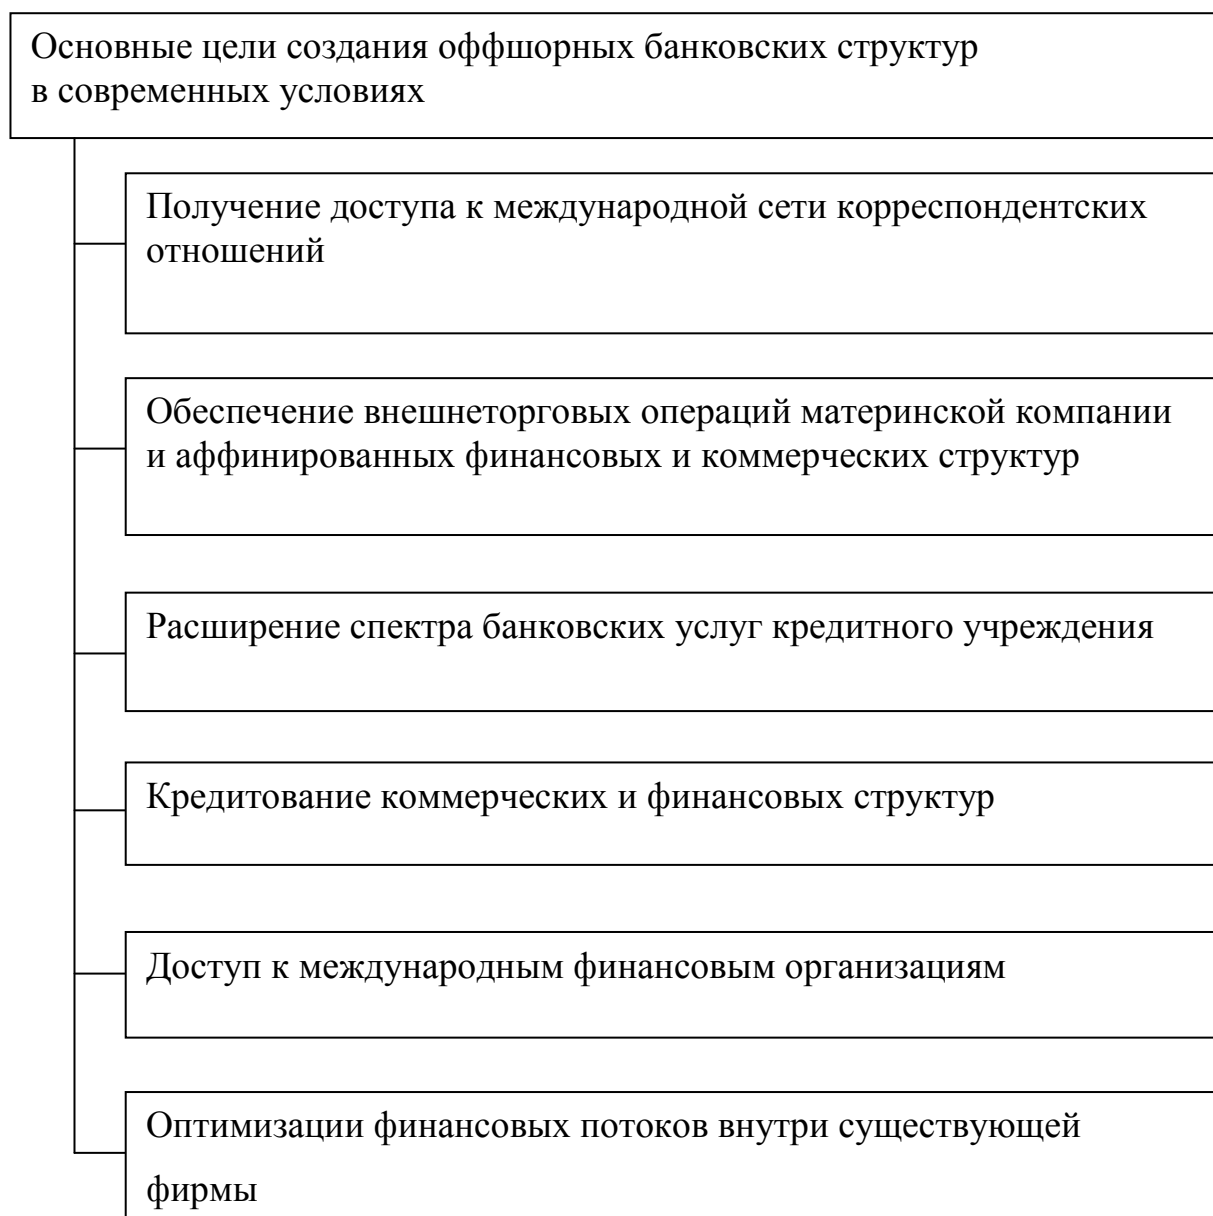 Основные цели создания оффшорных банковских структур
в современных условиях
Получение доступа к международной сети корреспондентских
отношений
Обеспечение внешнеторговых операций материнской компании
и аффинированных финансовых и коммерческих структур
Расширение спектра банковских услуг кредитного учреждения
Кредитование коммерческих и финансовых структур
Доступ к международным финансовым организациям
Оптимизации финансовых потоков внутри существующей
фирмы